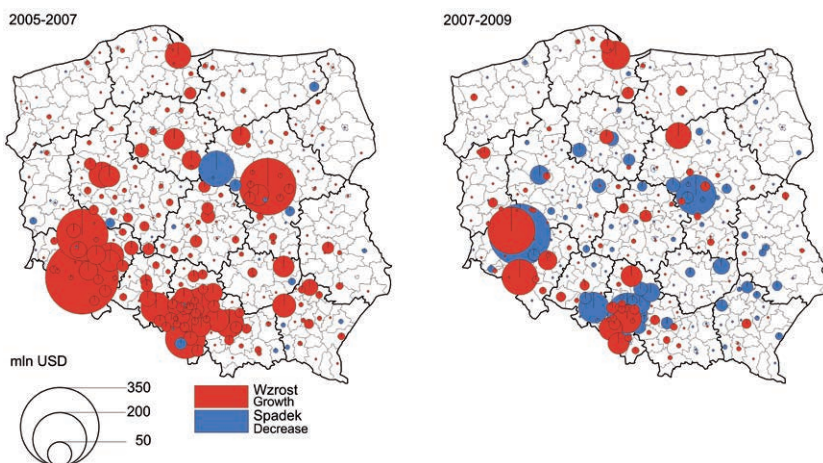 2005-2007
2007-2009
mln USD
350
200
50
Wzrost
Growth
Spadek
Decrease